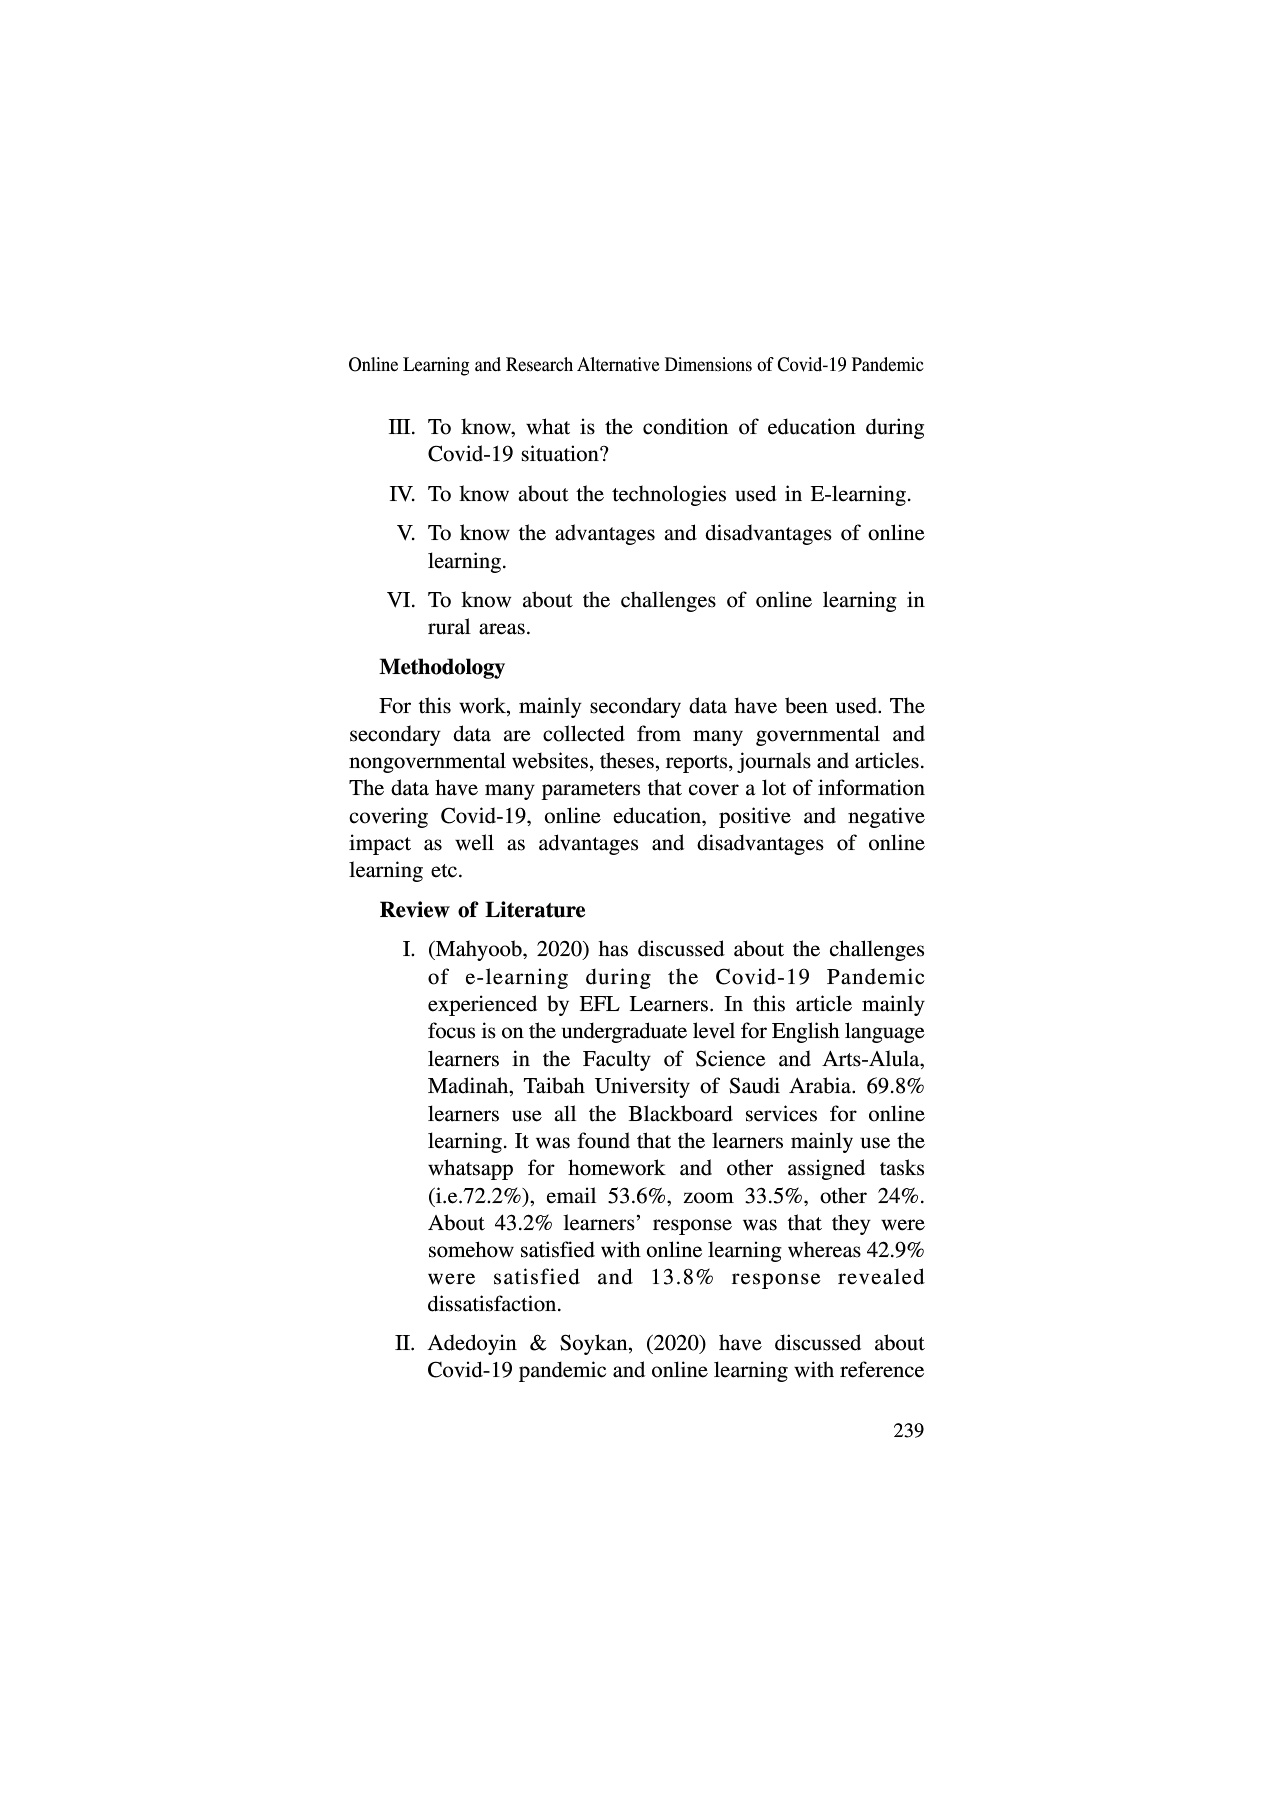 Online Learning and Research Alternative Dimensions of Covid-19 Pandemic
III. To know, what is the condition of education during
Covid-19 situation?
IV. To know about the technologies used in E-learning.
V. To know the advantages and disadvantages of online
learning.
VI. To know about the challenges of online learning in
rural areas.
Methodology
For this work, mainly secondary data have been used. The
secondary data are collected from many governmental and
nongovernmental websites, theses, reports, journals and articles.
The data have many parameters that cover a lot of information
covering Covid-19, online education, positive and negative
impact as well as advantages and disadvantages of online
learning etc.
Review of Literature
I. (Mahyoob, 2020) has discussed about the challenges
of e-learning during the Covid-19 Pandemic
experienced by EFL Learners. In this article mainly
focus is on the undergraduate level for English language
learners in the Faculty of Science and Arts-Alula,
Madinah, Taibah University of Saudi Arabia. 69.8%
learners use all the Blackboard services for online
learning. It was found that the learners mainly use the
whatsapp for homework and other assigned tasks
(i.e.72.2%), email 53.6%, zoom 33.5%, other 24%.
About 43.2% learners’ response was that they were
somehow satisfied with online learning whereas 42.9%
were satisfied and 13.8% response revealed
dissatisfaction.
II. Adedoyin & Soykan, (2020) have discussed about
Covid-19 pandemic and online learning with reference
239